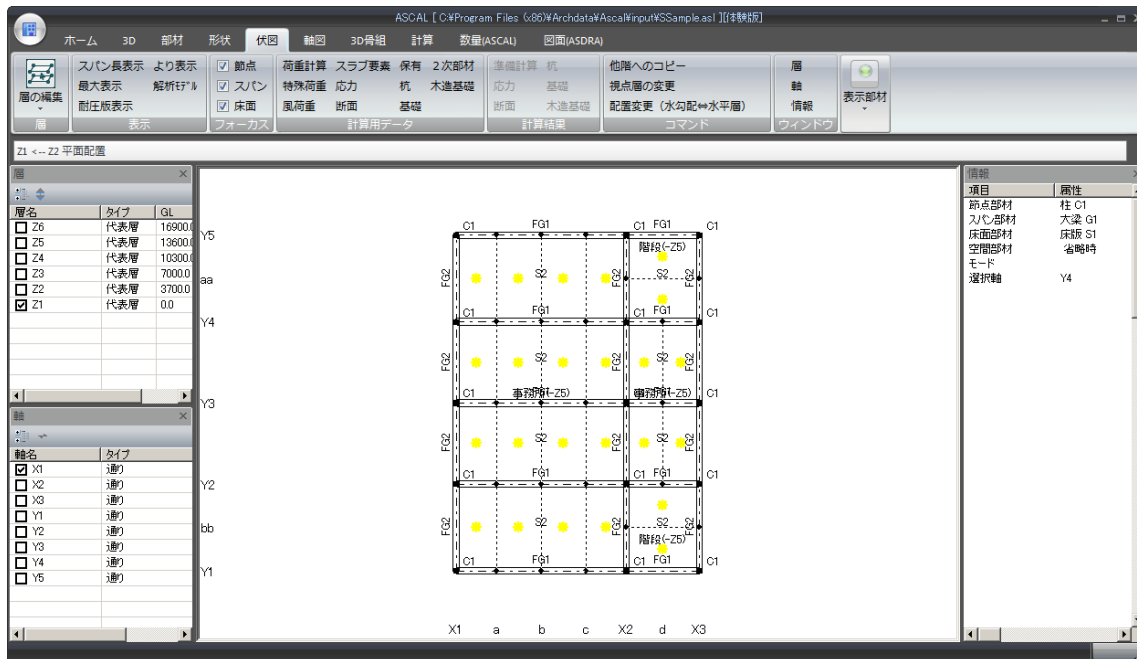 ASCAL [ C:¥Program Files (x86)¥Archdata¥Ascal¥input¥SSample.asl ][体験版]
ホーム 3D 部材 形状 伏図 軸図 3D骨組 計算 数量(ASCAL) 図面(ASDRA)
スパン長表示 より表示 節点 荷重計算 スラブ要素 保有 2次部材 準備計算 杭 他階へのコピー 層
層の編集 最大表示 解析モデル スパン 特殊荷重 応力 杭 木造基礎 応力 基礎 視点層の変更 軸 表示部材
耐圧版表示 床面 風荷重 断面 基礎 断面 木造基礎 配置変更（水勾配⇔水平層） 情報
層 表示 フォーカス 計算用データ 計算結果 コマンド ウィンドウ
Z1 <-- Z2 平面配置
層
層名 タイプ GL
Z6 代表層 16900.0
Z5 代表層 13600.0
Z4 代表層 10300.0
Z3 代表層 7000.0
Z2 代表層 3700.0
Z1 代表層 0.0
軸
軸名 タイプ
X1 通り
X2 通り
X3 通り
Y1 通り
Y2 通り
Y3 通り
Y4 通り
Y5 通り
C1 FG1 C1 FG1 C1
Y5
階段(-Z5)
FG2 S2 FG2 S2 FG2
aa
C1 FG1 C1 FG1 C1
Y4
FG2 S2 FG2 S2 FG2
C1 事務所(-Z5) 事務所(-Z5) C1
Y3
FG2 S2 FG2 S2 FG2
C1 FG1 C1 FG1 C1
Y2
FG2 S2 FG2 S2 FG2
bb
階段(-Z5)
C1 FG1 C1 FG1 C1
Y1
X1 a b c X2 d X3
情報
項目 属性
節点部材 柱 C1
スパン部材 大梁 G1
床面部材 床版 S1
空間部材 省略時
モード
選択軸 Y4